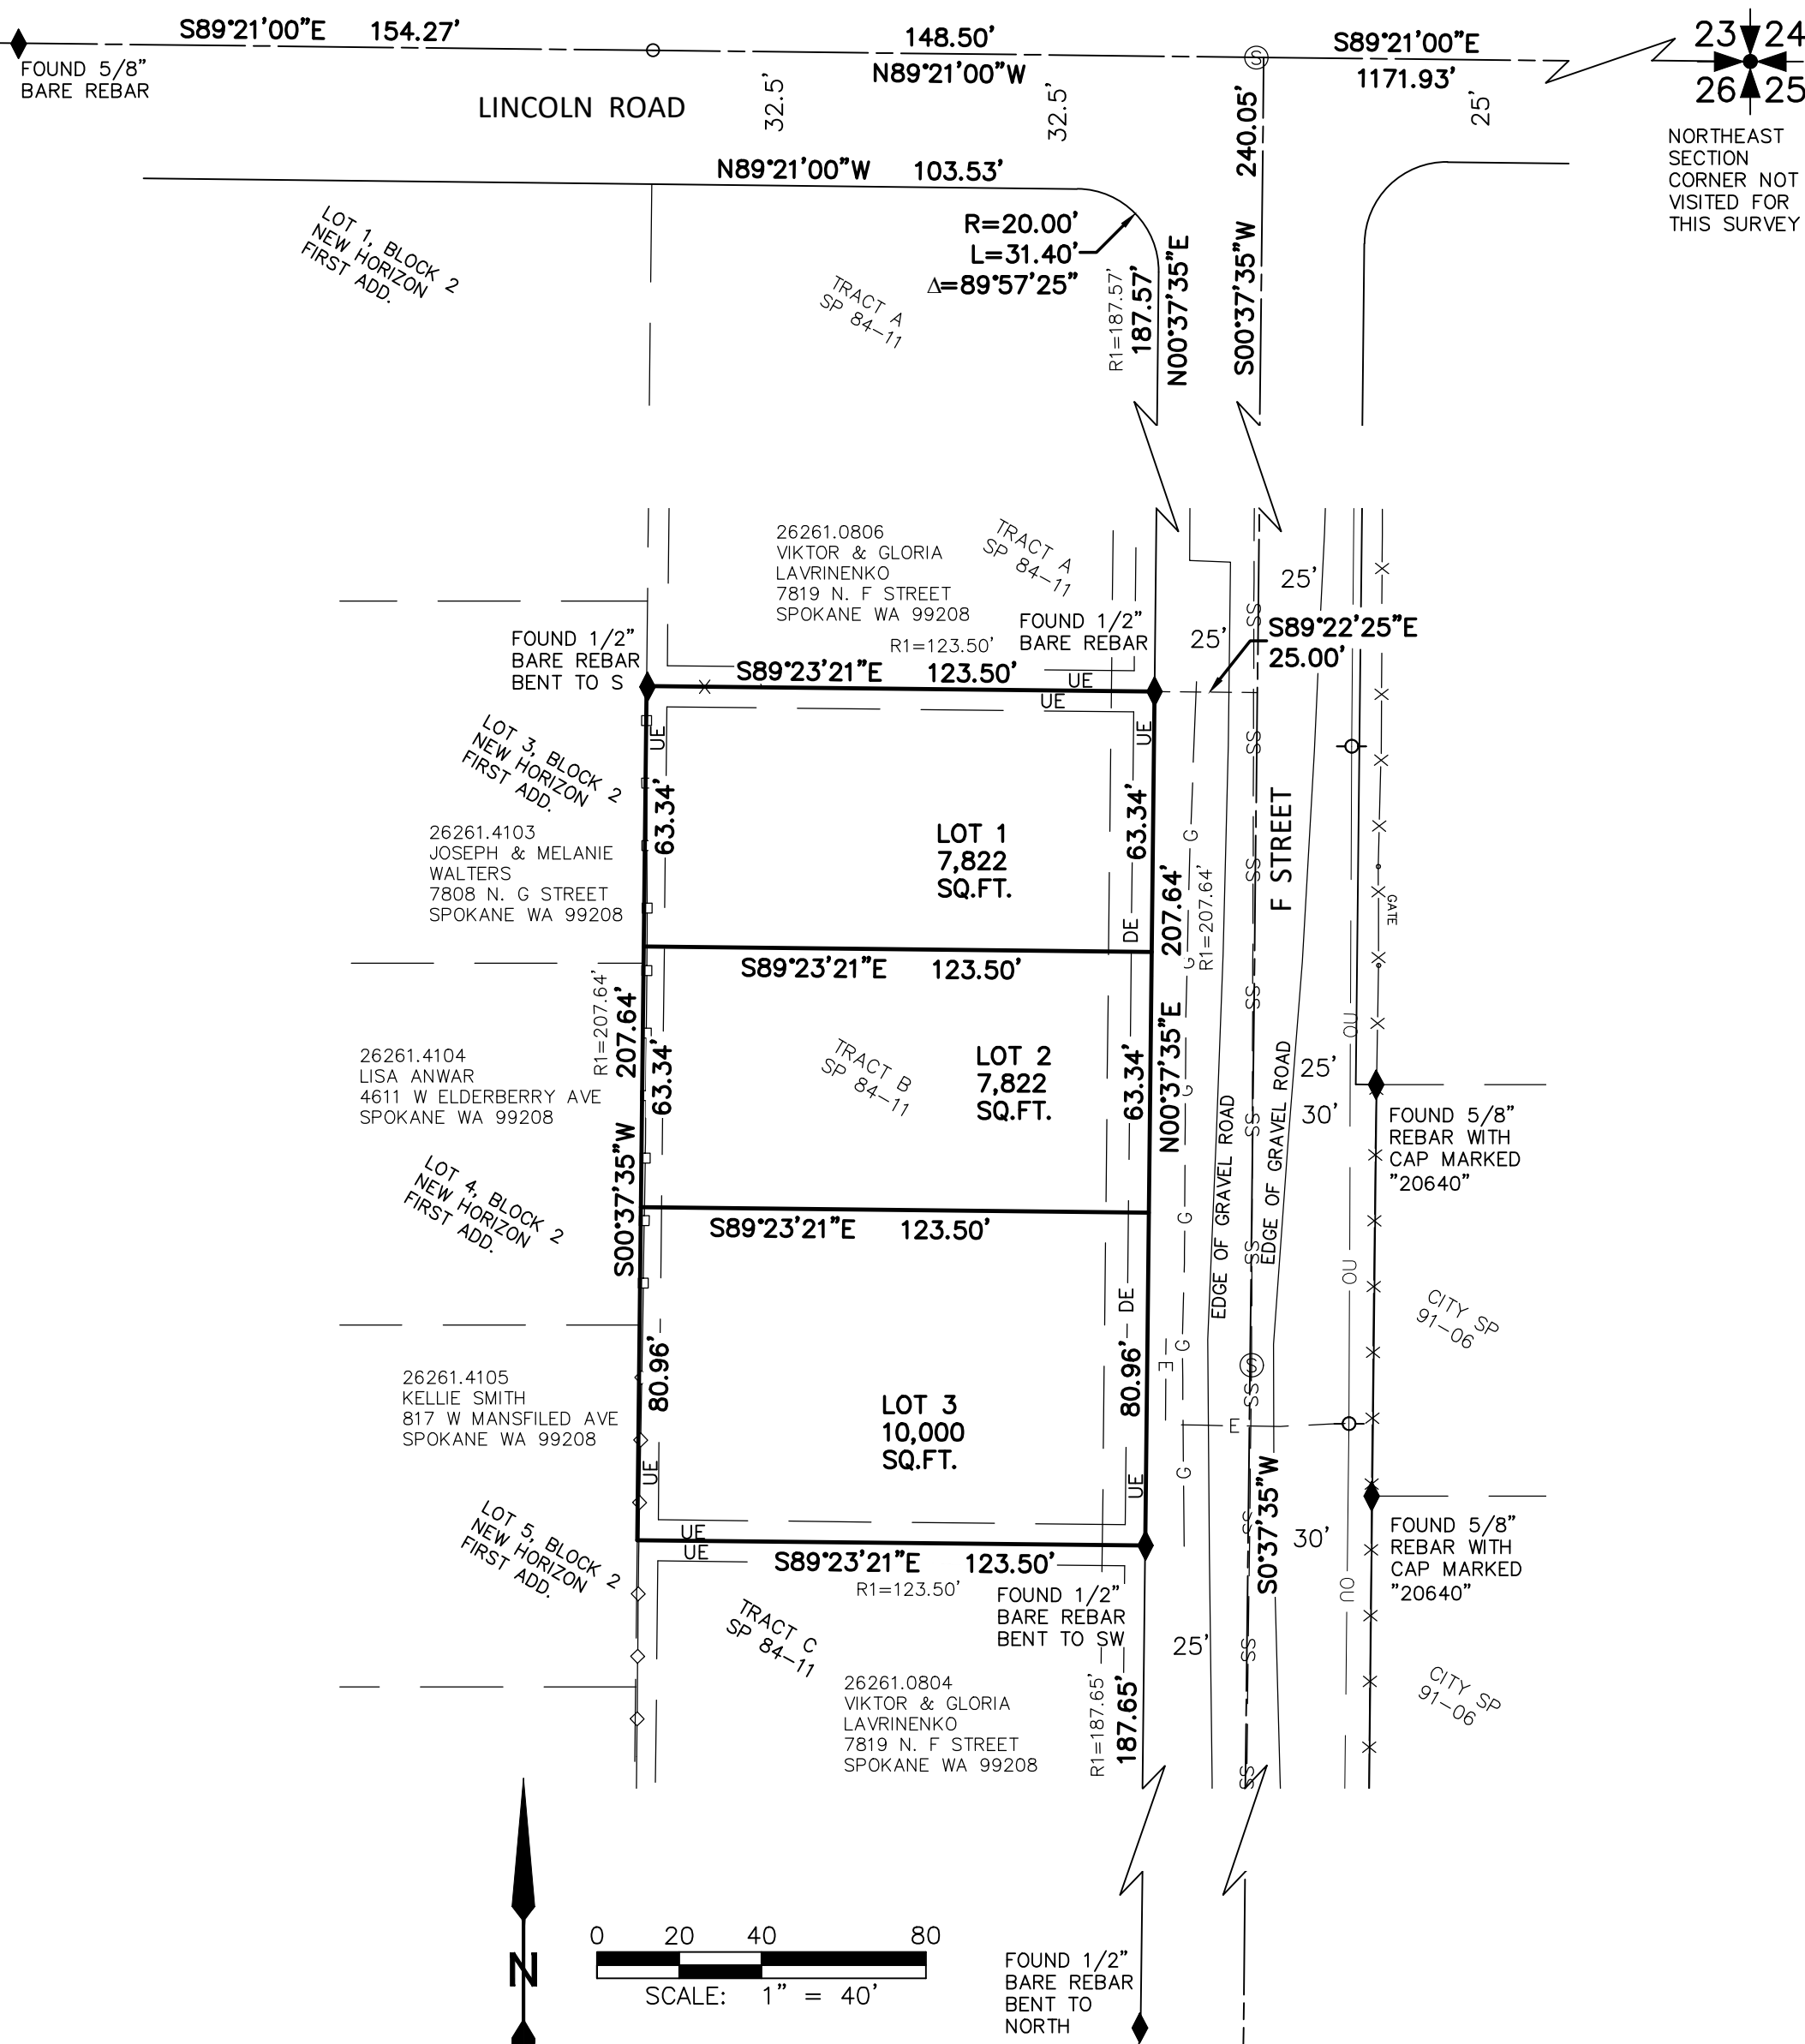 S89°21'00"E 154.27'
148.50'
N89°21'00"W
S89°21'00"E
1171.93'
23 24
26 25
FOUND 5/8"
BARE REBAR
LINCOLN ROAD
32.5'
32.5'
240.05'
25'
NORTHEAST
SECTION
CORNER NOT
VISITED FOR
THIS SURVEY
N89°21'00"W 103.53'
LOT 1, BLOCK 2
NEW HORIZON
FIRST ADD.
R=20.00'
L=31.40'
Δ=89°57'25"
TRACT A
SP 84-11
R1=187.57'
187.57'
N00°37'35"E
S00°37'35"W
26261.0806
VIKTOR & GLORIA
LAVRINENKO
7819 N. F STREET
SPOKANE WA 99208
TRACT A
SP 84-11
25'
FOUND 1/2"
BARE REBAR
BENT TO S
FOUND 1/2"
BARE REBAR
R1=123.50'
25'
S89°22'25"E
25.00'
SS
S89°23'21"E 123.50'
UE
UE
UE
UE
SS
LOT 3, BLOCK 2
NEW HORIZON
FIRST ADD.
63.34'
63.34'
26261.4103
JOSEPH & MELANIE
WALTERS
7808 N. G STREET
SPOKANE WA 99208
LOT 1
7,822
SQ.FT.
G
DE
207.64'
R1=207.64'
SS
F STREET
GATE
S89°23'21"E 123.50'
G
SS
R1=207.64'
207.64'
63.34'
26261.4104
LISA ANWAR
4611 W ELDERBERRY AVE
SPOKANE WA 99208
TRACT B
SP 84-11
LOT 2
7,822
SQ.FT.
63.34'
N00°37'35"E
G
OU
25'
30'
SS
EDGE OF GRAVEL ROAD
EDGE OF GRAVEL ROAD
FOUND 5/8"
REBAR WITH
CAP MARKED
"20640"
LOT 4, BLOCK 2
NEW HORIZON
FIRST ADD.
S00°37'35"W
S89°23'21"E 123.50'
G
SS
OU
DE
CITY SP
91-06
80.96'
80.96'
E
G
S
SS
26261.4105
KELLIE SMITH
817 W MANSFILED AVE
SPOKANE WA 99208
LOT 3
10,000
SQ.FT.
E
G
UE
UE
S0°37'35"W
SS
30'
FOUND 5/8"
REBAR WITH
CAP MARKED
"20640"
LOT 5, BLOCK 2
NEW HORIZON
FIRST ADD.
UE
UE
S89°23'21"E 123.50'
R1=123.50'
OU
FOUND 1/2"
BARE REBAR
BENT TO SW
TRACT C
SP 84-11
25'
SS
26261.0804
VIKTOR & GLORIA
LAVRINENKO
7819 N. F STREET
SPOKANE WA 99208
R1=187.65'
187.65'
CITY SP
91-06
SS
N
0 20 40 80
SCALE: 1" = 40'
FOUND 1/2"
BARE REBAR
BENT TO
NORTH